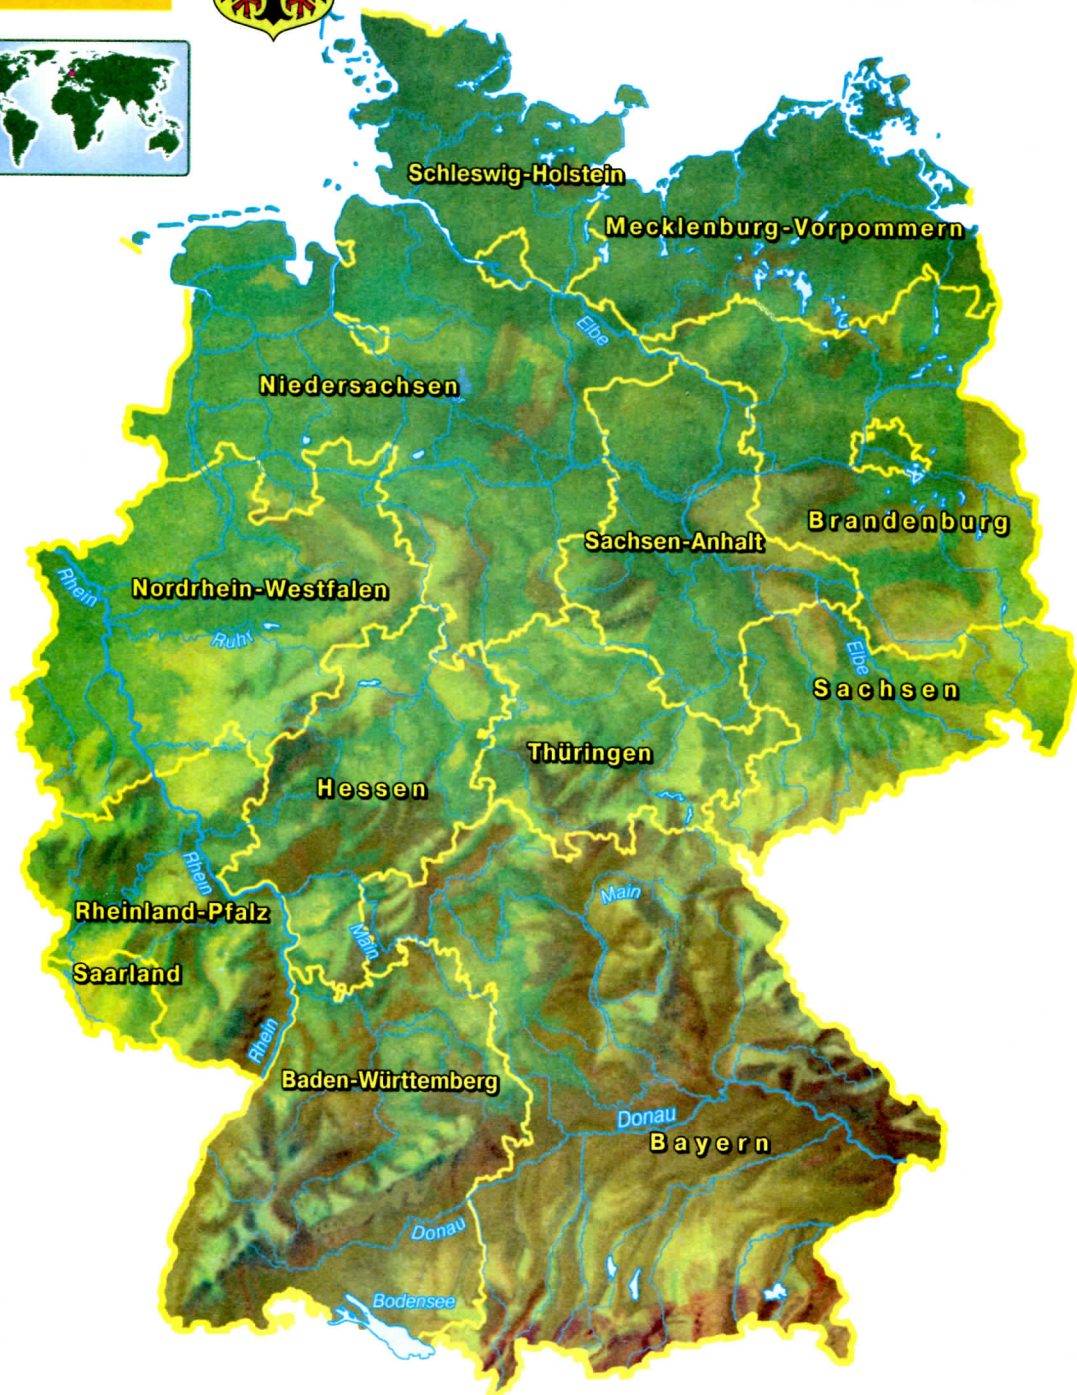 Schleswig-Holstein
Mecklenburg-Vorpommern
Elbe
Niedersachsen
Brandenburg
Sachsen-Anhalt
Rhein
Nordrhein-Westfalen
Ruhr
Elbe
Sachsen
Thüringen
Hessen
Rhein
Main
Rheinland-Pfalz
Main
Saarland
Rhein
Baden-Württemberg
Donau
Bayern
Donau
Bodensee